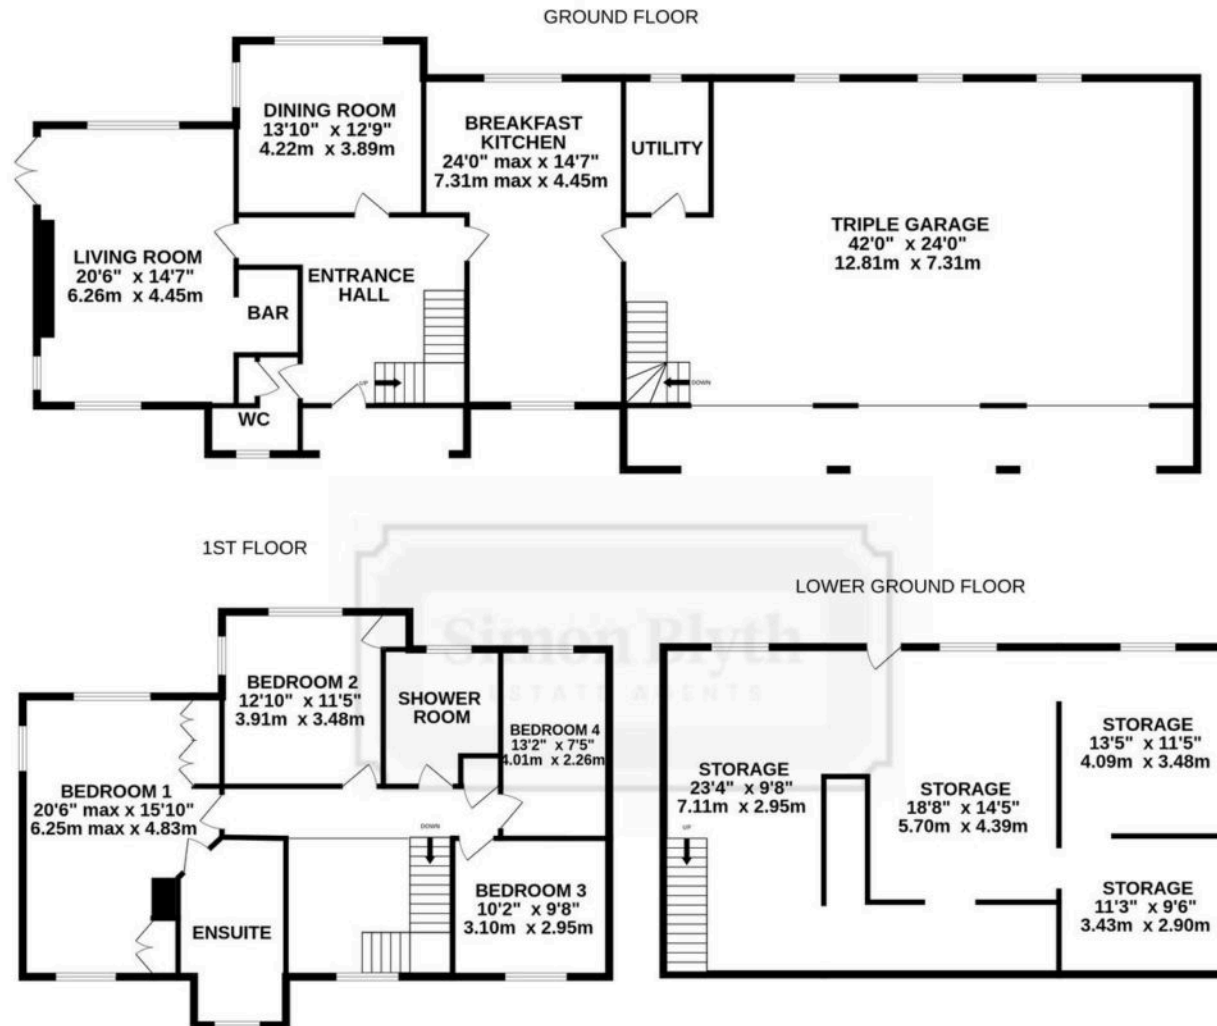 GROUND FLOOR
DINING ROOM
13'10" x 12'9"
4.22m x 3.89m
BREAKFAST
KITCHEN
24'0" max x 14'7"
7.31m max x 4.45m
UTILITY
TRIPLE GARAGE
42'0" x 24'0"
12.81m x 7.31m
LIVING ROOM
20'6" x 14'7"
6.26m x 4.45m
ENTRANCE
HALL
BAR
UP
DOWN
WC
1ST FLOOR
BEDROOM 2
12'10" x 11'5"
3.91m x 3.48m
SHOWER
ROOM
BEDROOM 4
13'2" x 7'5"
4.01m x 2.26m
BEDROOM 1
20'6" max x 15'10"
6.25m max x 4.83m
DOWN
BEDROOM 3
10'2" x 9'8"
3.10m x 2.95m
ENSUITE
Simon Blyth
ESTATE AGENTS
LOWER GROUND FLOOR
STORAGE
23'4" x 9'8"
7.11m x 2.95m
STORAGE
18'8" x 14'5"
5.70m x 4.39m
STORAGE
13'5" x 11'5"
4.09m x 3.48m
UP
STORAGE
11'3" x 9'6"
3.43m x 2.90m